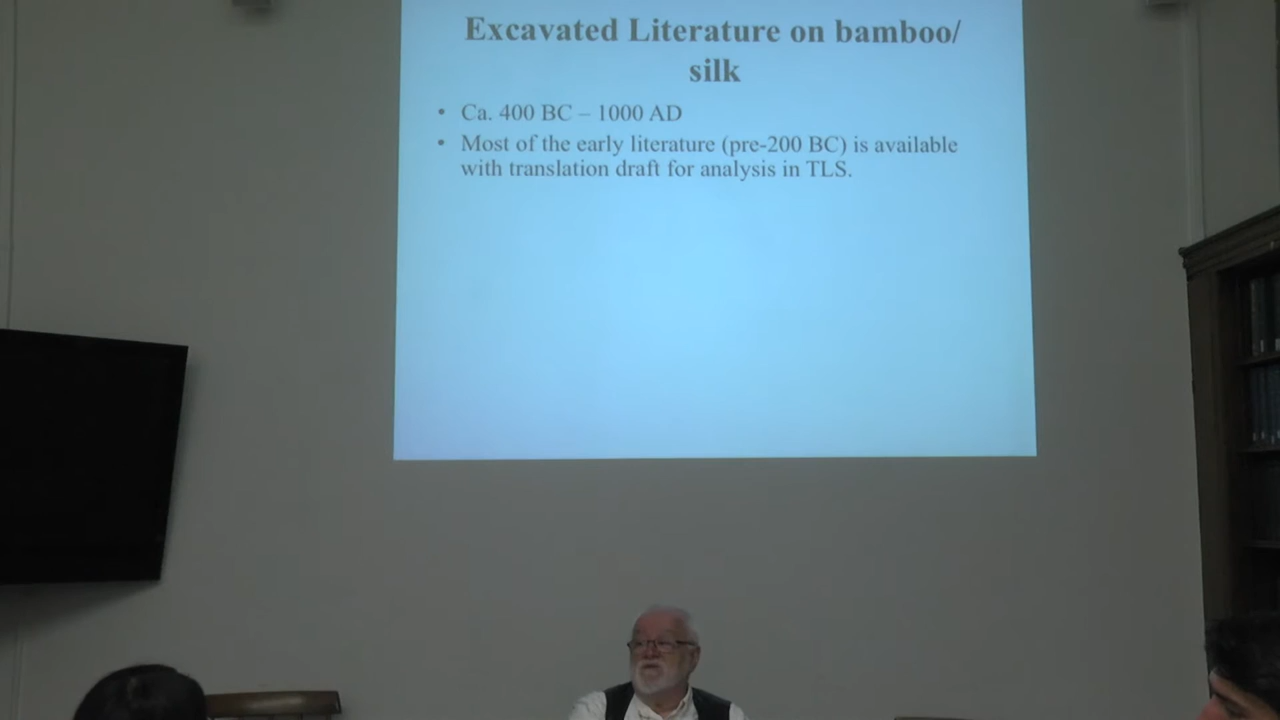 Excavated Literature on bamboo/
silk
• Ca. 400 BC – 1000 AD
• Most of the early literature (pre-200 BC) is available
with translation draft for analysis in TLS.